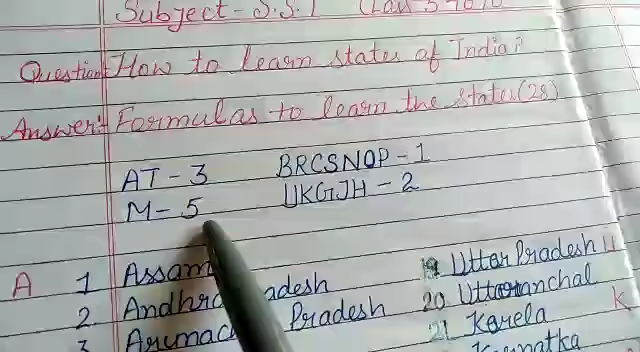 Subject - S.S.T
Question: How to learn states of India?
Answer: Formulas to learn the states (28)
AT - 3 BRCSNOP - 1
M - 5 UKGJH - 2
A 1 Assam 19 Uttar Pradesh U
2 Andhra Pradesh 20 Uttaranchal
3 Pradesh 21 Karela K